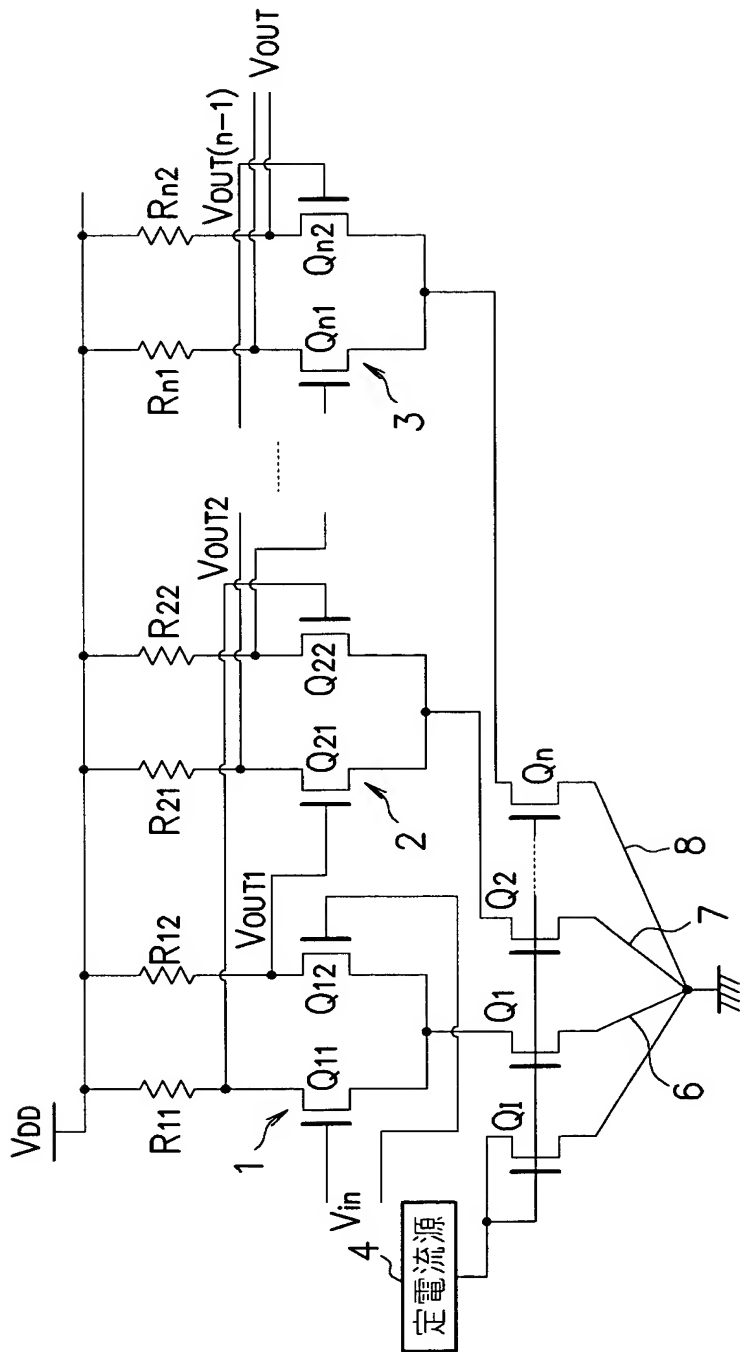 VDD
R11
R12
R21
R22
Rn1
Rn2
VOUT1
VOUT2
VOUT(n-1)
VOUT
1
Q11
Q12
Q21
Q22
Qn1
Qn2
2
3
Vin
4
定電流源
QI
Q1
Q2
Qn
6
7
8